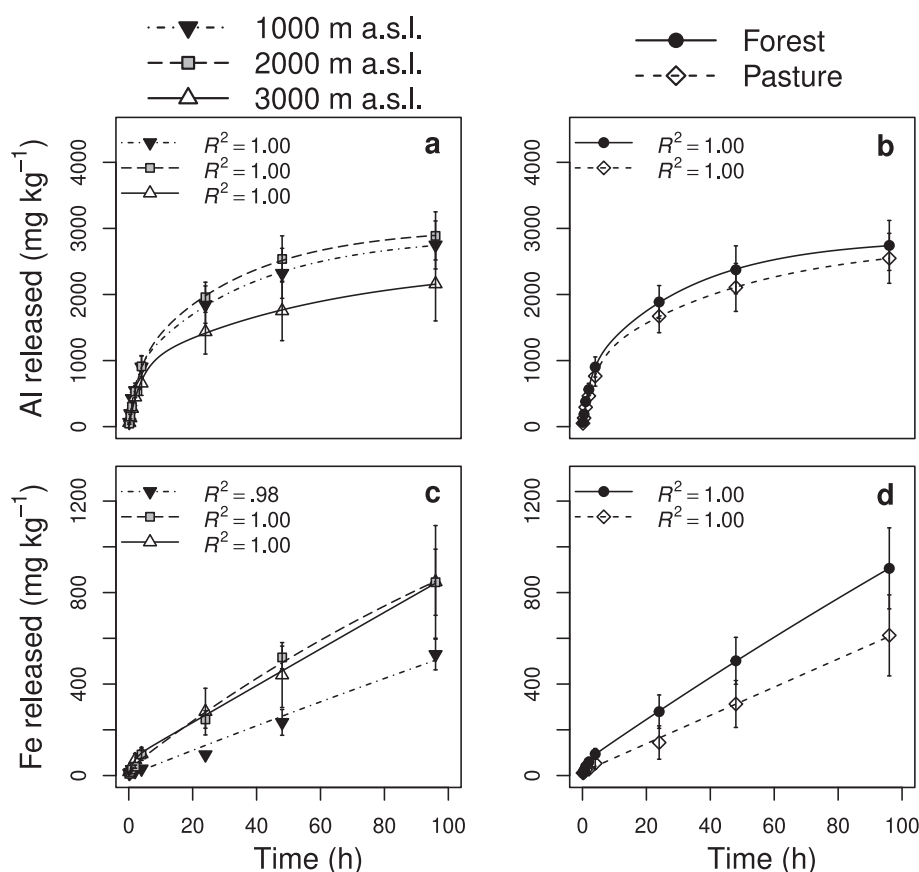 1000 m a.s.l.
2000 m a.s.l.
3000 m a.s.l.
Forest
Pasture
Al released (mg kg⁻¹)
0 1000 2000 3000 4000
R² = 1.00
R² = 1.00
R² = 1.00
a
0 1000 2000 3000 4000
R² = 1.00
R² = 1.00
b
Fe released (mg kg⁻¹)
0 400 800 1200
R² = .98
R² = 1.00
R² = 1.00
c
0 20 40 60 80 100
Time (h)
0 400 800 1200
R² = 1.00
R² = 1.00
d
0 20 40 60 80 100
Time (h)